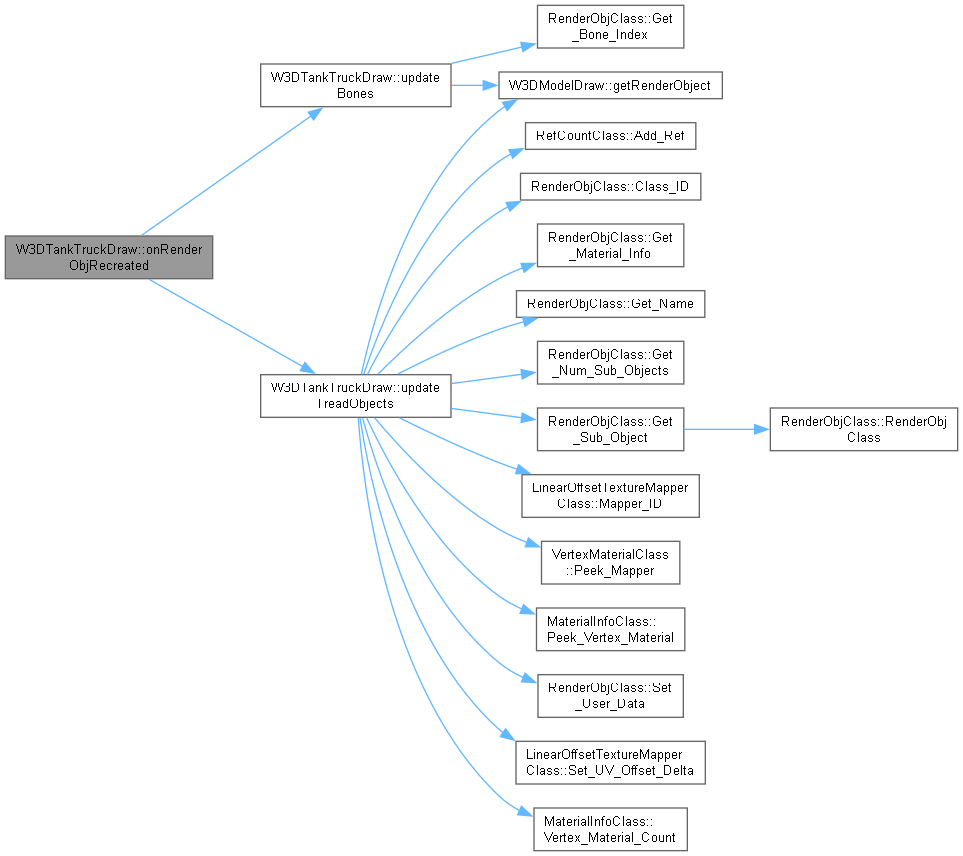 RenderObjClass::Get
_Bone_Index
W3DTankTruckDraw::update
Bones
W3DModelDraw::getRenderObject
RefCountClass::Add_Ref
RenderObjClass::Class_ID
W3DTankTruckDraw::onRender
ObjRecreated
RenderObjClass::Get
_Material_Info
RenderObjClass::Get_Name
RenderObjClass::Get
_Num_Sub_Objects
W3DTankTruckDraw::update
TreadObjects
RenderObjClass::Get
_Sub_Object
RenderObjClass::RenderObj
Class
LinearOffsetTextureMapper
Class::Mapper_ID
VertexMaterialClass
::Peek_Mapper
MaterialInfoClass::
Peek_Vertex_Material
RenderObjClass::Set
_User_Data
LinearOffsetTextureMapper
Class::Set_UV_Offset_Delta
MaterialInfoClass::
Vertex_Material_Count